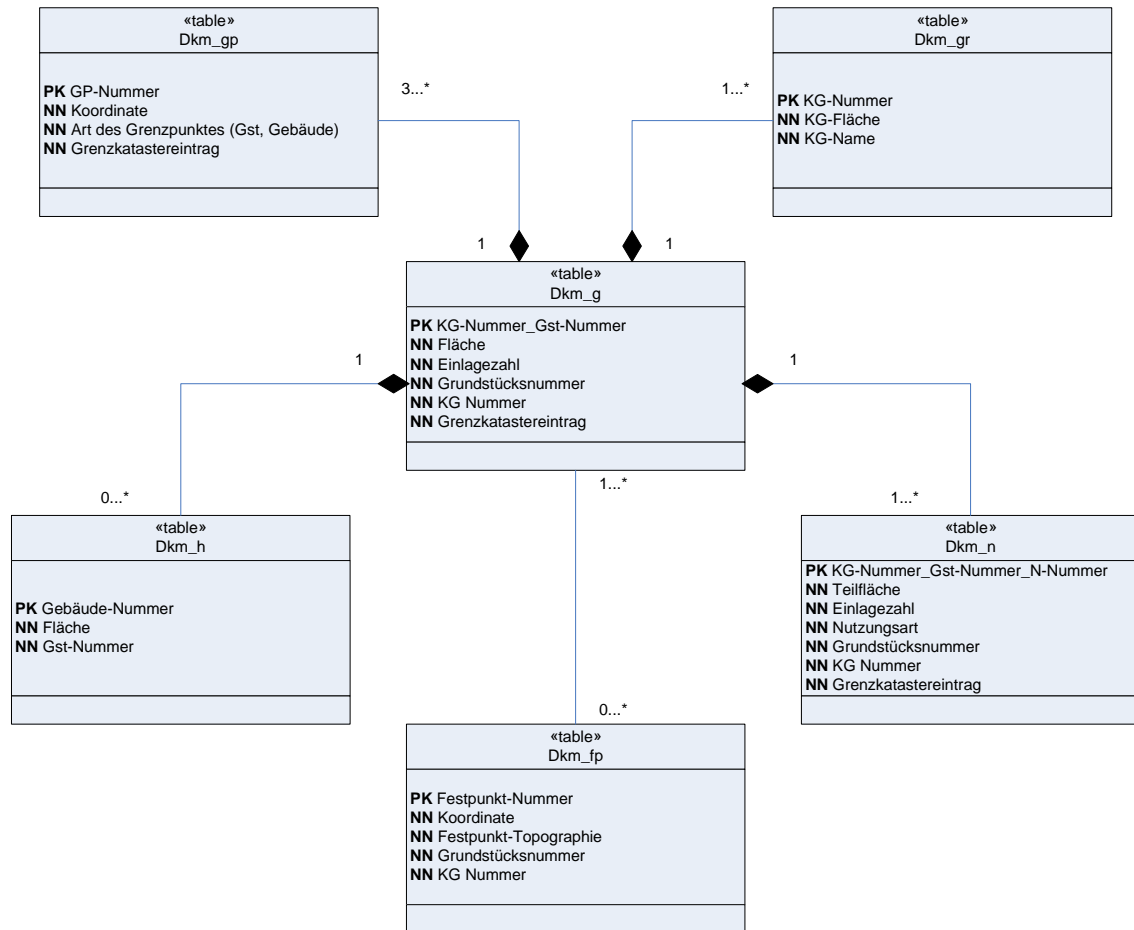 «table»
Dkm_gp
PK GP-Nummer
NN Koordinate
NN Art des Grenzpunktes (Gst, Gebäude)
NN Grenzkatastereintrag
3...*
1
«table»
Dkm_gr
PK KG-Nummer
NN KG-Fläche
NN KG-Name
1...*
1
«table»
Dkm_g
PK KG-Nummer_Gst-Nummer
NN Fläche
NN Einlagezahl
NN Grundstücksnummer
NN KG Nummer
NN Grenzkatastereintrag
1
1
0...*
1...*
1...*
«table»
Dkm_h
PK Gebäude-Nummer
NN Fläche
NN Gst-Nummer
«table»
Dkm_n
PK KG-Nummer_Gst-Nummer_N-Nummer
NN Teilfläche
NN Einlagezahl
NN Nutzungsart
NN Grundstücksnummer
NN KG Nummer
NN Grenzkatastereintrag
0...*
«table»
Dkm_fp
PK Festpunkt-Nummer
NN Koordinate
NN Festpunkt-Topographie
NN Grundstücksnummer
NN KG Nummer